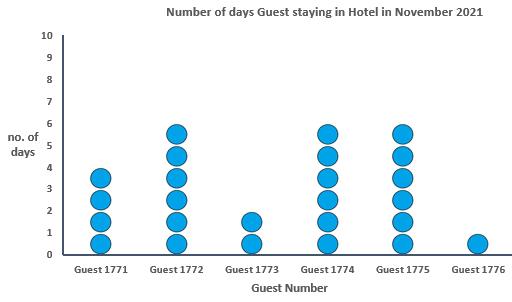 Number of days Guest staying in Hotel in November 2021
10
9
8
7
6
5
4
3
2
1
0
no. of
days
Guest 1771 Guest 1772 Guest 1773 Guest 1774 Guest 1775 Guest 1776
Guest Number